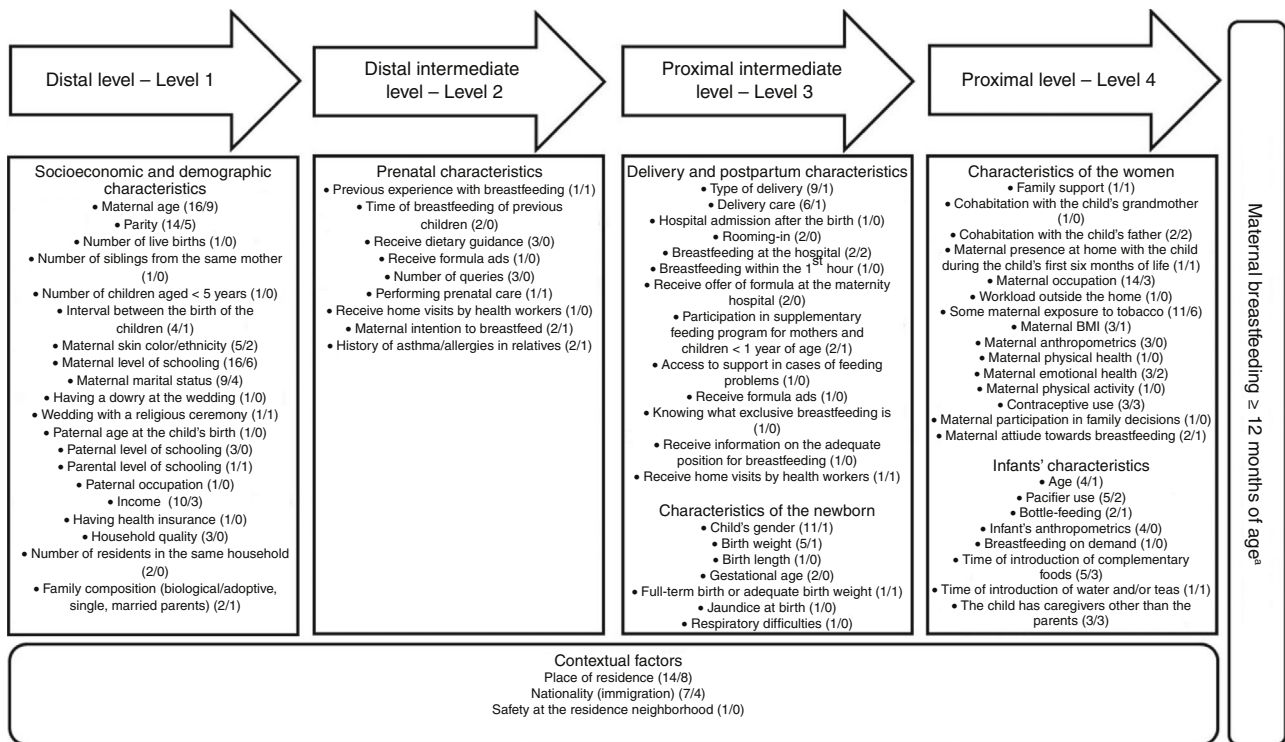 Distal level – Level 1
Distal intermediate
level – Level 2
Proximal intermediate
level – Level 3
Proximal level – Level 4
Socioeconomic and demographic
characteristics
• Maternal age (16/9)
• Parity (14/5)
• Number of live births (1/0)
• Number of siblings from the same mother
(1/0)
• Number of children aged < 5 years (1/0)
• Interval between the birth of the
children (4/1)
• Maternal skin color/ethnicity (5/2)
• Maternal level of schooling (16/6)
• Maternal marital status (9/4)
• Having a dowry at the wedding (1/0)
• Wedding with a religious ceremony (1/1)
• Paternal age at the child's birth (1/0)
• Paternal level of schooling (3/0)
• Parental level of schooling (1/1)
• Paternal occupation (1/0)
• Income (10/3)
• Having health insurance (1/0)
• Household quality (3/0)
• Number of residents in the same household
(2/0)
• Family composition (biological/adoptive,
single, married parents) (2/1)
Prenatal characteristics
• Previous experience with breastfeeding (1/1)
• Time of breastfeeding of previous
children (2/0)
• Receive dietary guidance (3/0)
• Receive formula ads (1/0)
• Number of queries (3/0)
• Performing prenatal care (1/1)
• Receive home visits by health workers (1/0)
• Maternal intention to breastfeed (2/1)
• History of asthma/allergies in relatives (2/1)
Delivery and postpartum characteristics
• Type of delivery (9/1)
• Delivery care (6/1)
• Hospital admission after the birth (1/0)
• Rooming-in (2/0)
• Breastfeeding at the hospital (2/2)
• Breastfeeding within the 1st hour (1/0)
• Receive offer of formula at the maternity
hospital (2/0)
• Participation in supplementary
feeding program for mothers and
children < 1 year of age (2/1)
• Access to support in cases of feeding
problems (1/0)
• Receive formula ads (1/0)
• Knowing what exclusive breastfeeding is
(1/0)
• Receive information on the adequate
position for breastfeeding (1/0)
• Receive home visits by health workers (1/1)
Characteristics of the newborn
• Child's gender (11/1)
• Birth weight (5/1)
• Birth length (1/0)
• Gestational age (2/0)
• Full-term birth or adequate birth weight (1/1)
• Jaundice at birth (1/0)
• Respiratory difficulties (1/0)
Characteristics of the women
• Family support (1/1)
• Cohabitation with the child's grandmother
(1/0)
• Cohabitation with the child's father (2/2)
• Maternal presence at home with the child
during the child's first six months of life (1/1)
• Maternal occupation (14/3)
• Workload outside the home (1/0)
• Some maternal exposure to tobacco (11/6)
• Maternal BMI (3/1)
• Maternal anthropometrics (3/0)
• Maternal physical health (1/0)
• Maternal emotional health (3/2)
• Maternal physical activity (1/0)
• Contraceptive use (3/3)
• Maternal participation in family decisions (1/0)
• Maternal attiude towards breastfeeding (2/1)
Infants' characteristics
• Age (4/1)
• Pacifier use (5/2)
• Bottle-feeding (2/1)
• Infant's anthropometrics (4/0)
• Breastfeeding on demand (1/0)
• Time of introduction of complementary
foods (5/3)
• Time of introduction of water and/or teas (1/1)
• The child has caregivers other than the
parents (3/3)
Maternal breastfeeding ≥ 12 months of ageª
Contextual factors
Place of residence (14/8)
Nationality (immigration) (7/4)
Safety at the residence neighborhood (1/0)